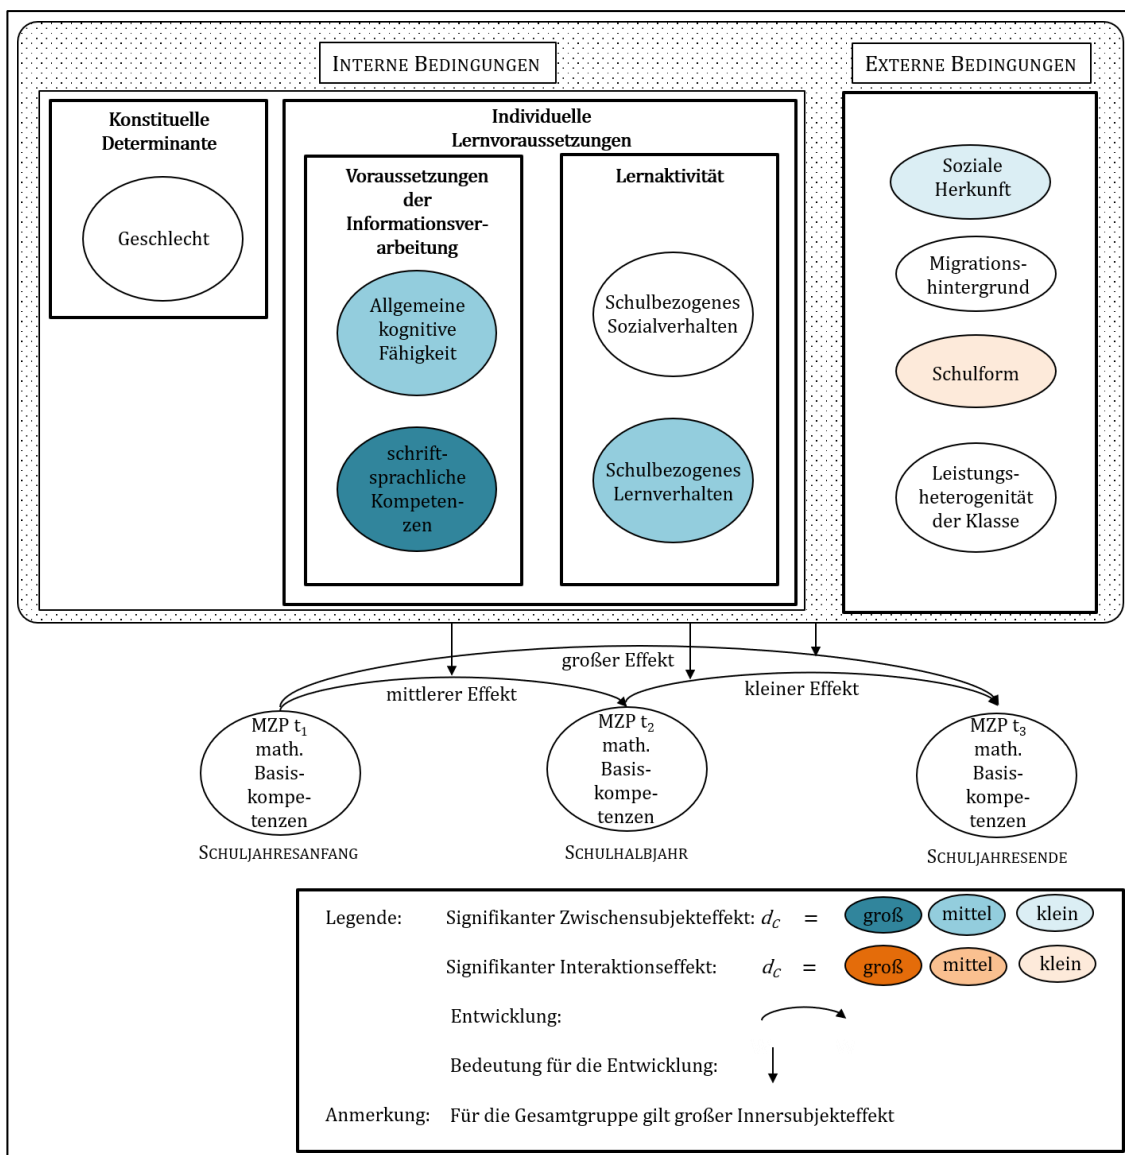 INTERNE BEDINGUNGEN
EXTERNE BEDINGUNGEN
Konstituelle
Determinante
Geschlecht
Individuelle
Lernvoraussetzungen
Voraussetzungen
der
Informationsver-
arbeitung
Allgemeine
kognitive
Fähigkeit
schrift-
sprachliche
Kompeten-
zen
Lernaktivität
Schulbezogenes
Sozialverhalten
Schulbezogenes
Lernverhalten
Soziale
Herkunft
Migrations-
hintergrund
Schulform
Leistungs-
heterogenität
der Klasse
großer Effekt
mittlerer Effekt
kleiner Effekt
MZP t1
math.
Basis-
kompe-
tenzen
SCHULJAHRESANFANG
MZP t2
math.
Basis-
kompe-
tenzen
SCHULHALBJAHR
MZP t3
math.
Basis-
kompe-
tenzen
SCHULJAHRESENDE
Legende: Signifikanter Zwischensubjekteffekt: dC = groß mittel klein
Signifikanter Interaktionseffekt: dC = groß mittel klein
Entwicklung:
Bedeutung für die Entwicklung:
Anmerkung: Für die Gesamtgruppe gilt großer Innersubjekteffekt